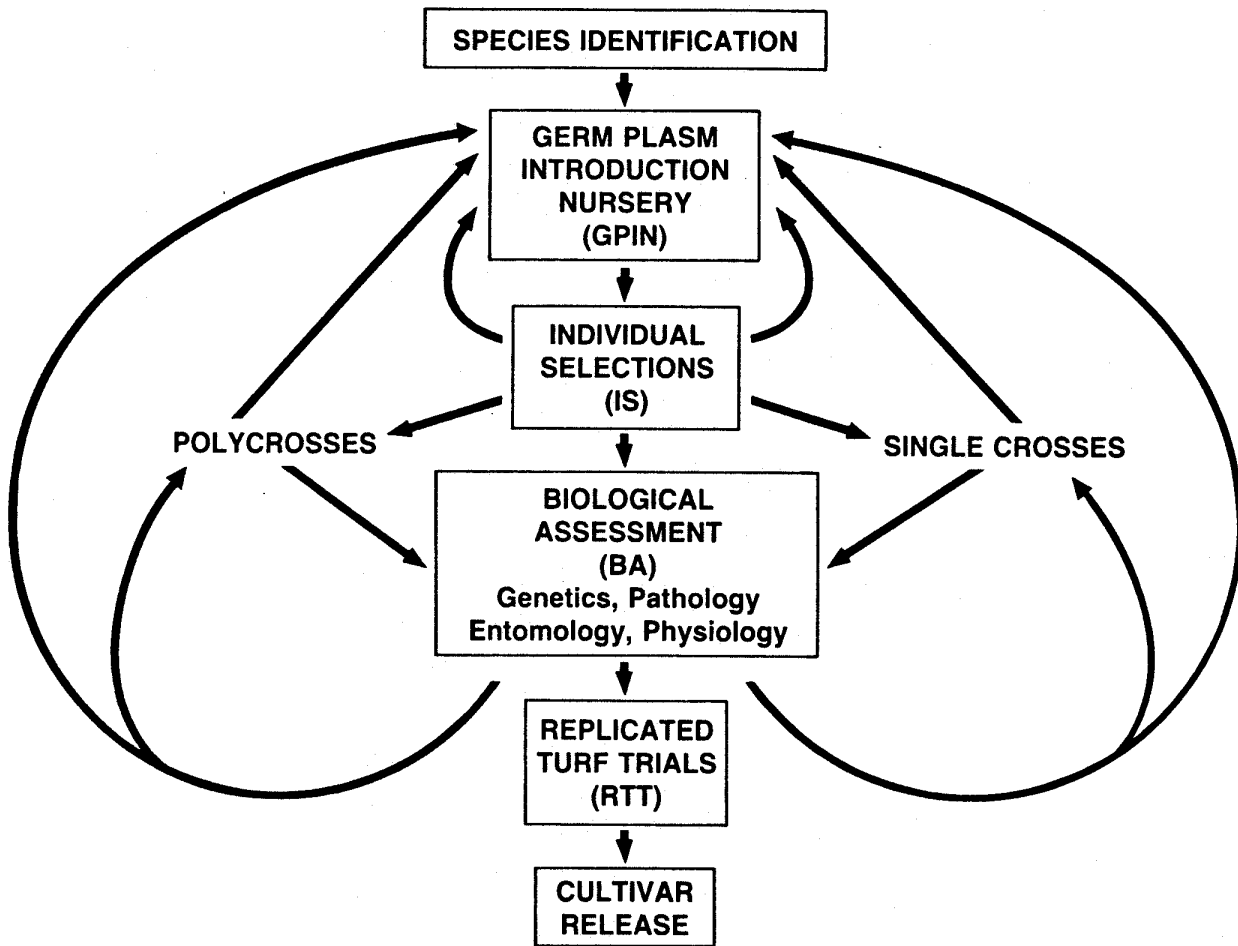 SPECIES IDENTIFICATION
GERM PLASM
INTRODUCTION
NURSERY
(GPIN)
INDIVIDUAL
SELECTIONS
(IS)
POLYCROSSES
SINGLE CROSSES
BIOLOGICAL
ASSESSMENT
(BA)
Genetics, Pathology
Entomology, Physiology
REPLICATED
TURF TRIALS
(RTT)
CULTIVAR
RELEASE